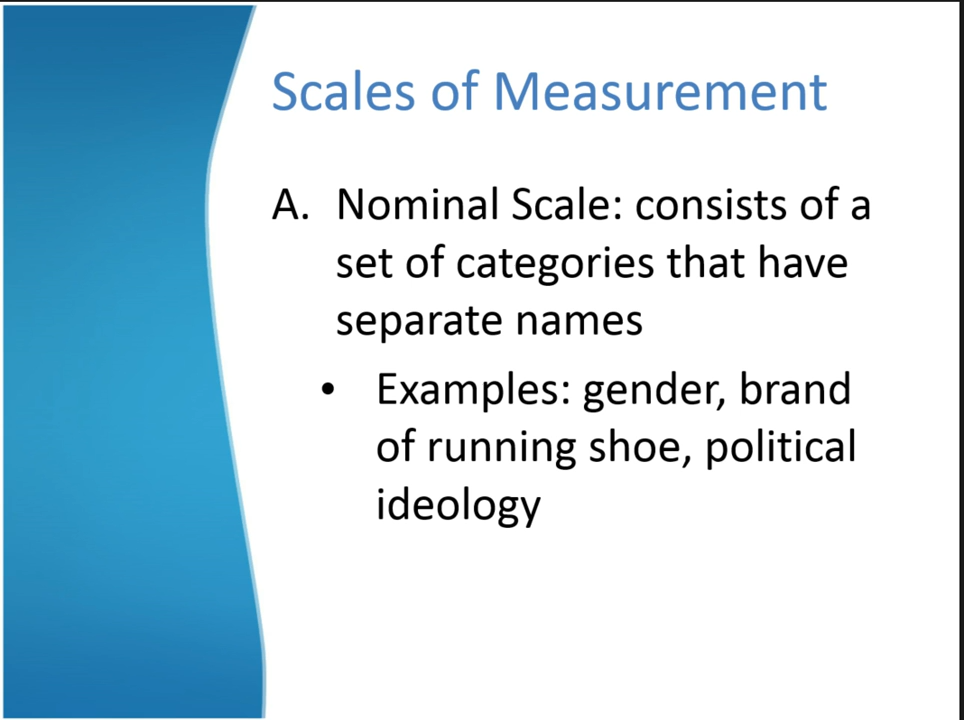 Scales of Measurement
A. Nominal Scale: consists of a
set of categories that have
separate names
• Examples: gender, brand
of running shoe, political
ideology